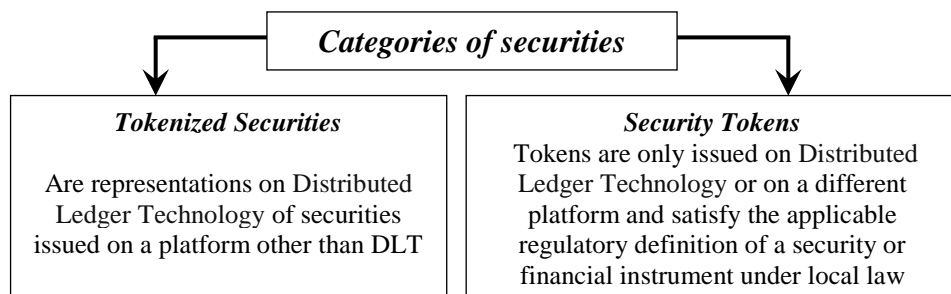 Categories of securities
Tokenized Securities
Are representations on Distributed
Ledger Technology of securities
issued on a platform other than DLT
Security Tokens
Tokens are only issued on Distributed
Ledger Technology or on a different
platform and satisfy the applicable
regulatory definition of a security or
financial instrument under local law